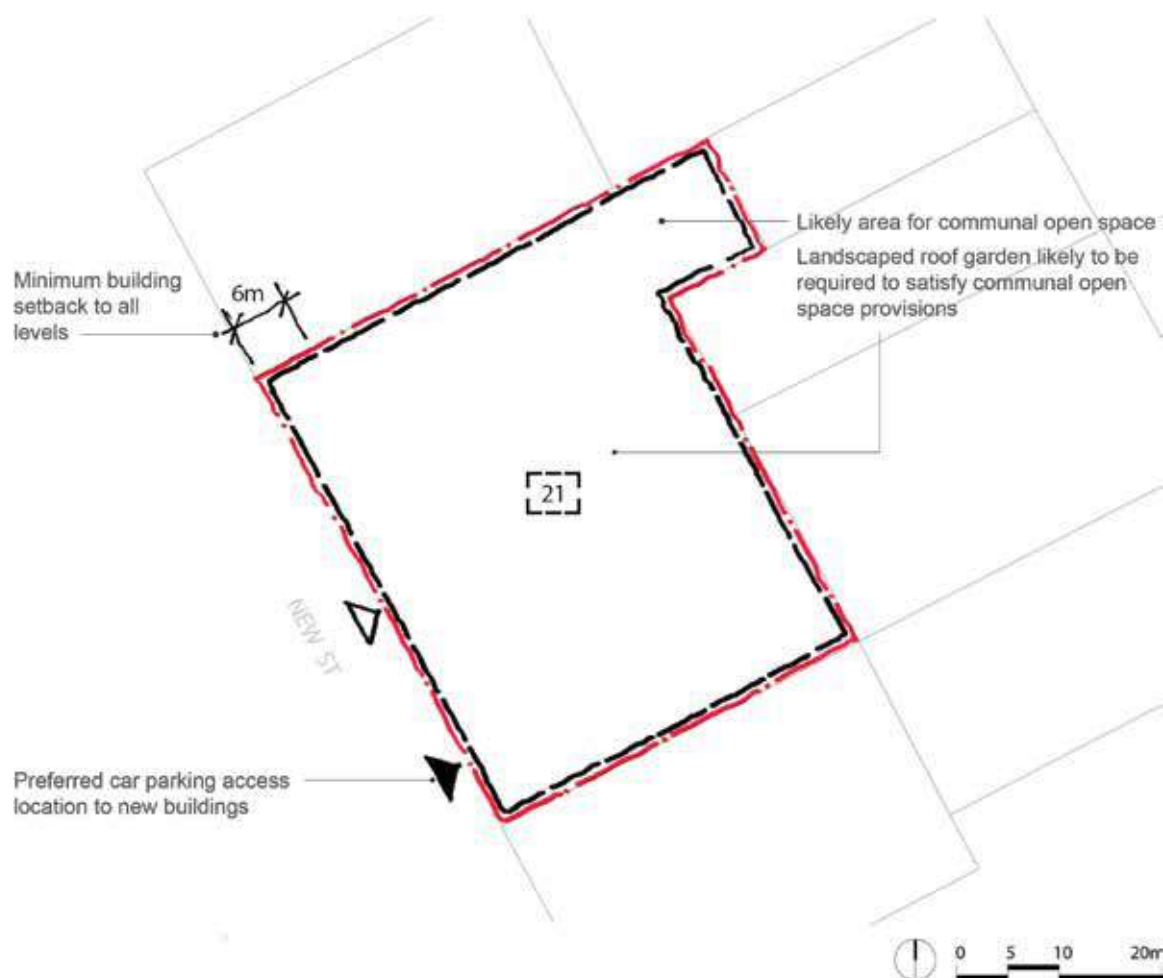 Likely area for communal open space
Landscaped roof garden likely to be
required to satisfy communal open
space provisions
Minimum building
setback to all
levels
6m
21
NEW ST
Preferred car parking access
location to new buildings
0 5 10 20m